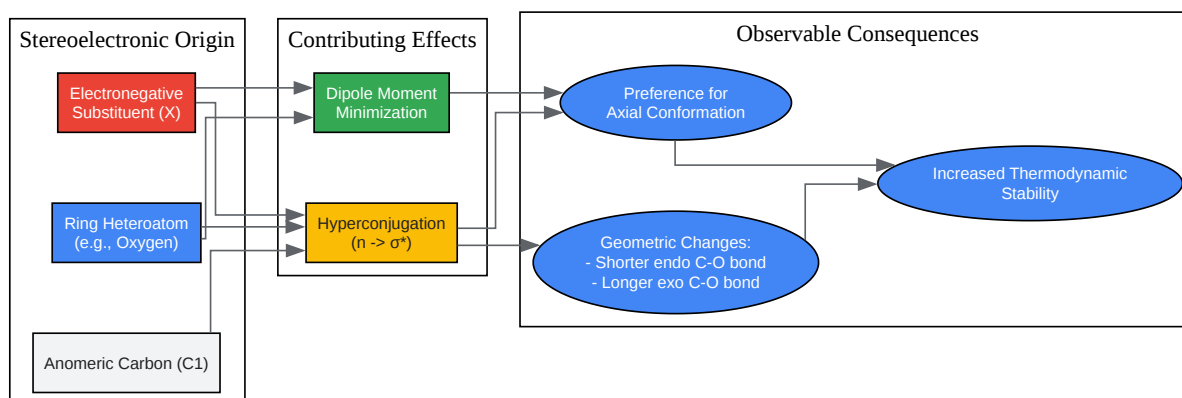 Stereoelectronic Origin
Electronegative
Substituent (X)
Ring Heteroatom
(e.g., Oxygen)
Anomeric Carbon (C1)
Contributing Effects
Dipole Moment
Minimization
Hyperconjugation
(n -> σ*)
Observable Consequences
Preference for
Axial Conformation
Geometric Changes:
- Shorter endo C-O bond
- Longer exo C-O bond
Increased Thermodynamic
Stability